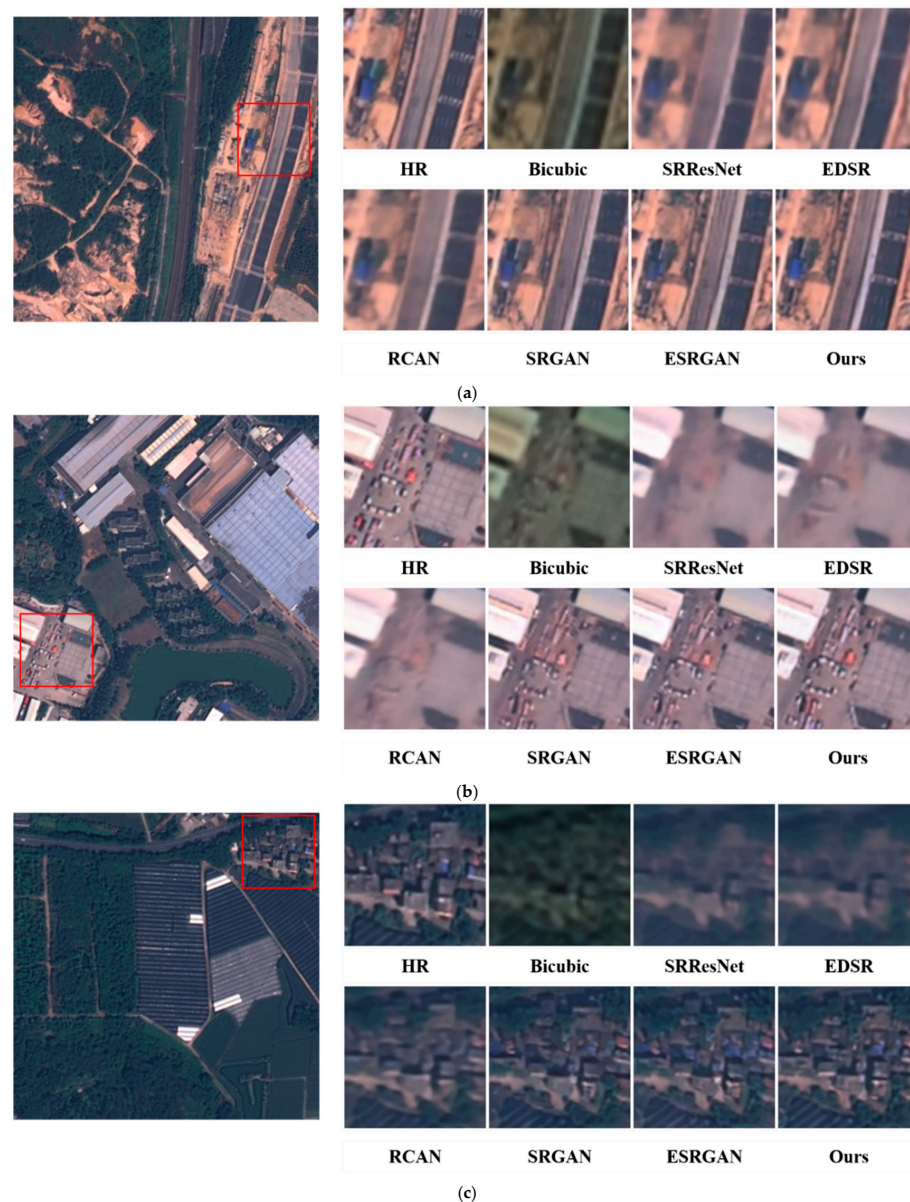 HR Bicubic SRResNet EDSR
RCAN SRGAN ESRGAN Ours
(a)
HR Bicubic SRResNet EDSR
RCAN SRGAN ESRGAN Ours
(b)
HR Bicubic SRResNet EDSR
RCAN SRGAN ESRGAN Ours
(c)